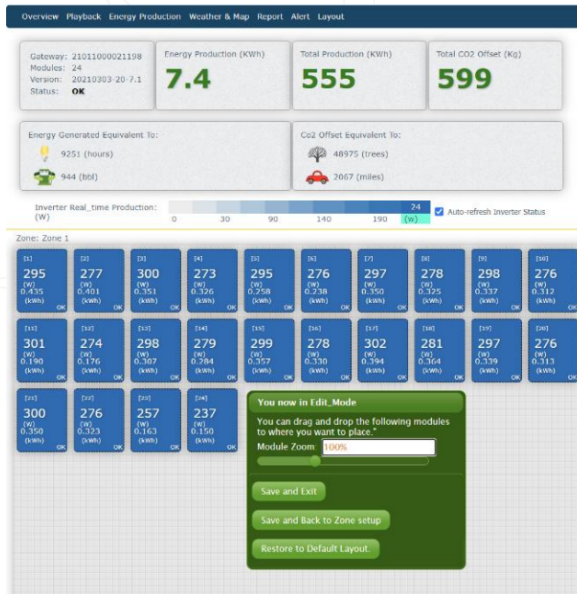 Overview Playback Energy Production Weather & Map Report Alert Layout
Gateway: 21011000021198
Modules: 24
Version: 20210303-20-7.1
Status: OK
Energy Production (KWh)
7.4
Total Production (KWh)
555
Total CO2 Offset (Kg)
599
Energy Generated Equivalent To:
9251 (hours)
944 (bbl)
Co2 Offset Equivalent To:
48975 (trees)
2067 (miles)
Inverter Real_time Production:
(W)
24
0 30 90 140 190 (w)
Auto-refresh Inverter Status
Zone: Zone 1
[1] [2] [3] [4] [5] [6] [7] [8] [9] [10]
295 277 300 273 295 276 297 278 298 276
(W) (W) (W) (W) (W) (W) (W) (W) (W) (W)
0.435 0.401 0.351 0.326 0.258 0.238 0.350 0.325 0.337 0.312
(kWh) (kWh) (kWh) (kWh) (kWh) (kWh) (kWh) (kWh) (kWh) (kWh)
OK OK OK OK OK OK OK OK OK OK
[11] [12] [13] [14] [15] [16] [17] [18] [19] [20]
301 274 298 279 299 278 302 281 297 276
(W) (W) (W) (W) (W) (W) (W) (W) (W) (W)
0.190 0.176 0.307 0.284 0.357 0.330 0.394 0.364 0.339 0.313
(kWh) (kWh) (kWh) (kWh) (kWh) (kWh) (kWh) (kWh) (kWh) (kWh)
OK OK OK OK OK OK OK OK OK OK
[21] [22] [23] [24]
300 276 257 237
(W) (W) (W) (W)
0.350 0.323 0.163 0.150
(kWh) (kWh) (kWh) (kWh)
OK OK OK OK
You now in Edit_Mode
You can drag and drop the following modules
to where you want to place."
Module Zoom: 100%
Save and Exit
Save and Back to Zone setup
Restore to Default Layout.